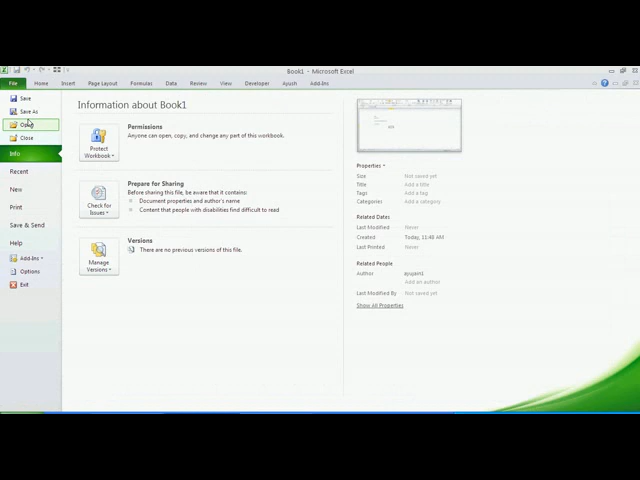 Book1 - Microsoft Excel
File Home Insert Page Layout Formulas Data Review View Developer Ayush Add-Ins
Save
Save As
Open
Close
Info
Recent
New
Print
Save & Send
Help
Add-Ins
Options
Exit
Information about Book1
Protect
Workbook
Permissions
Anyone can open, copy, and change any part of this workbook.
Check for
Issues
Prepare for Sharing
Before sharing this file, be aware that it contains:
Document properties and author's name
Content that people with disabilities find difficult to read
Manage
Versions
Versions
There are no previous versions of this file.
Properties
Size Not saved yet
Title Add a title
Tags Add a tag
Categories Add a category
Related Dates
Last Modified Never
Created Today, 11:48 AM
Last Printed Never
Related People
Author ayujain1
Add an author
Last Modified By Not saved yet
Show All Properties